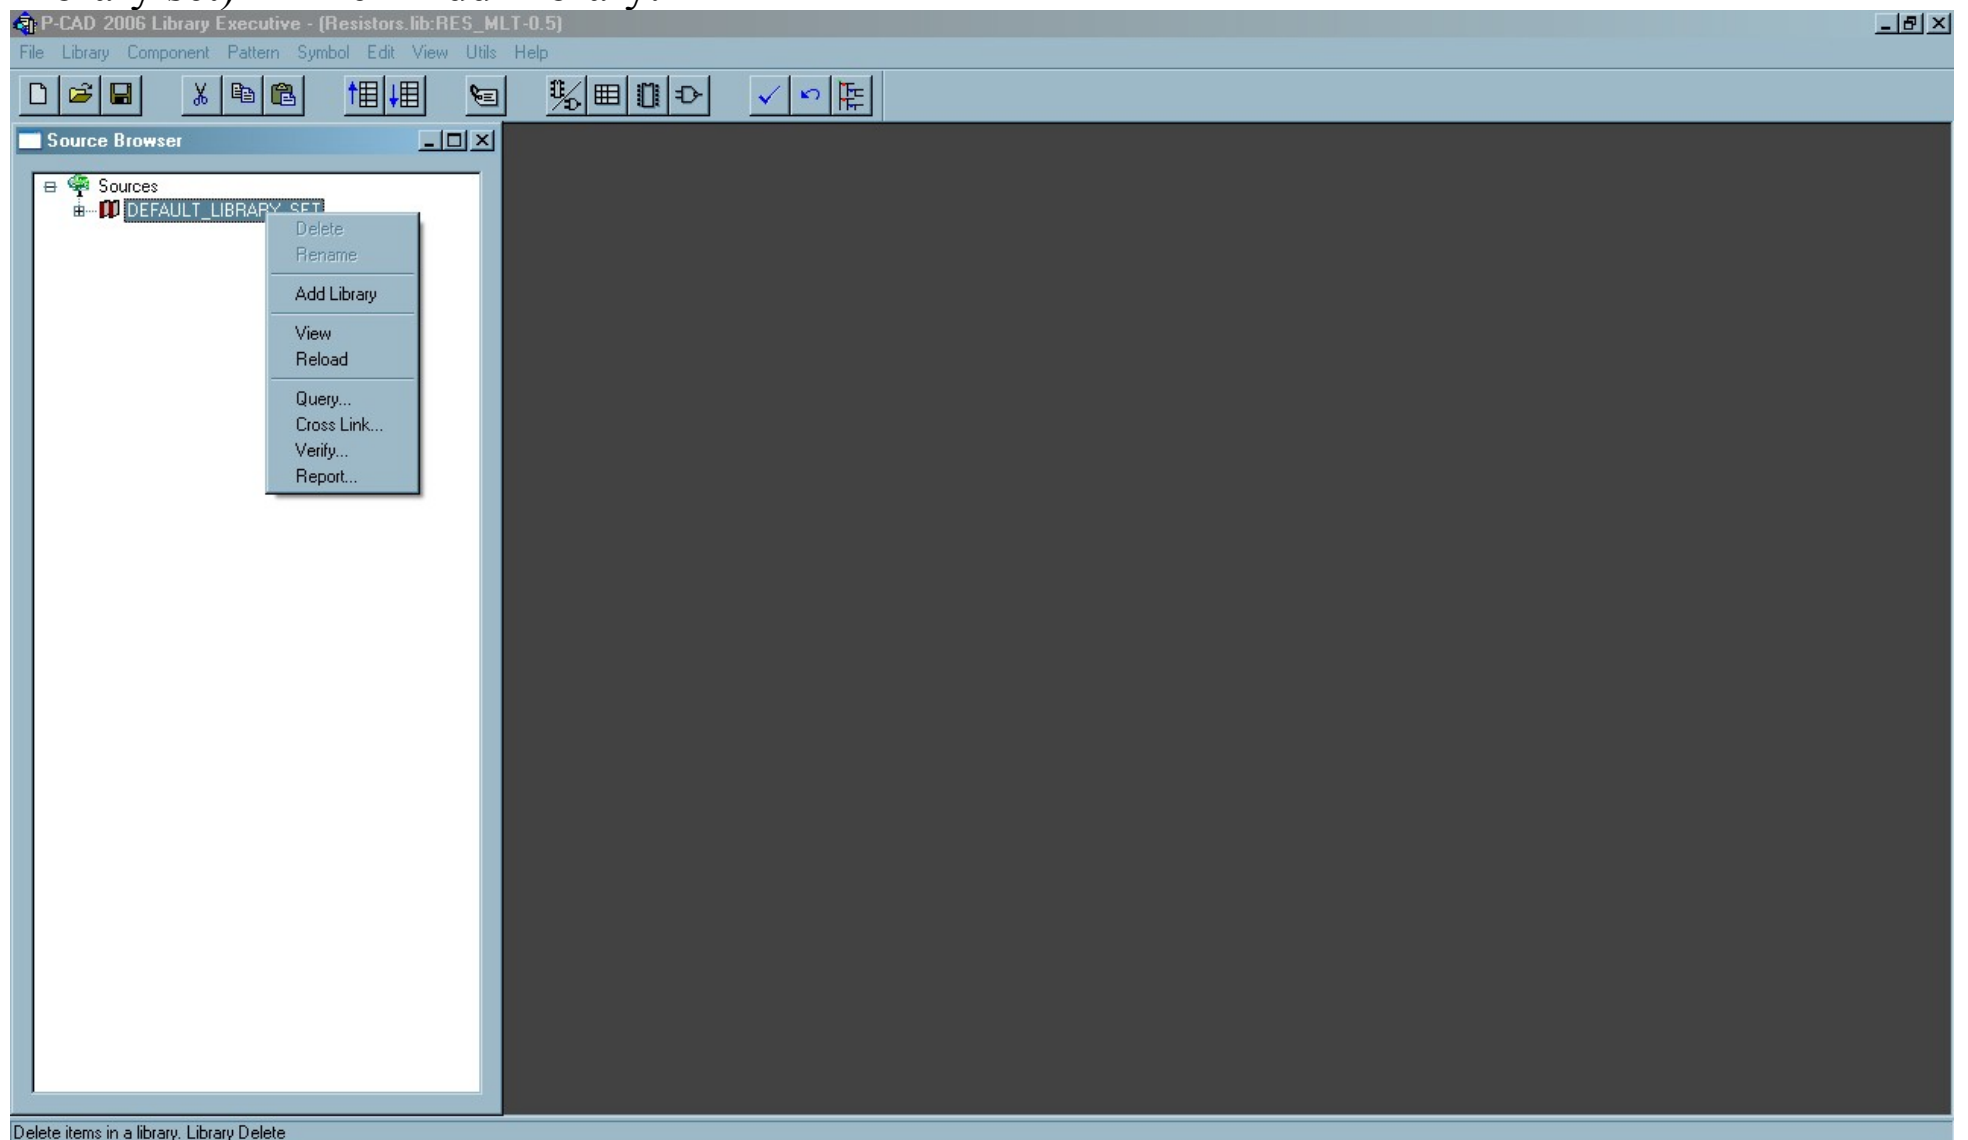 P-CAD 2006 Library Executive - (Resistors.lib:RES_MLT-0.5)
File Library Component Pattern Symbol Edit View Utils Help
Source Browser
Sources
DEFAULT_LIBRARY_SET
Delete
Rename
Add Library
View
Reload
Query...
Cross Link...
Verify...
Report...
Delete items in a library. Library Delete